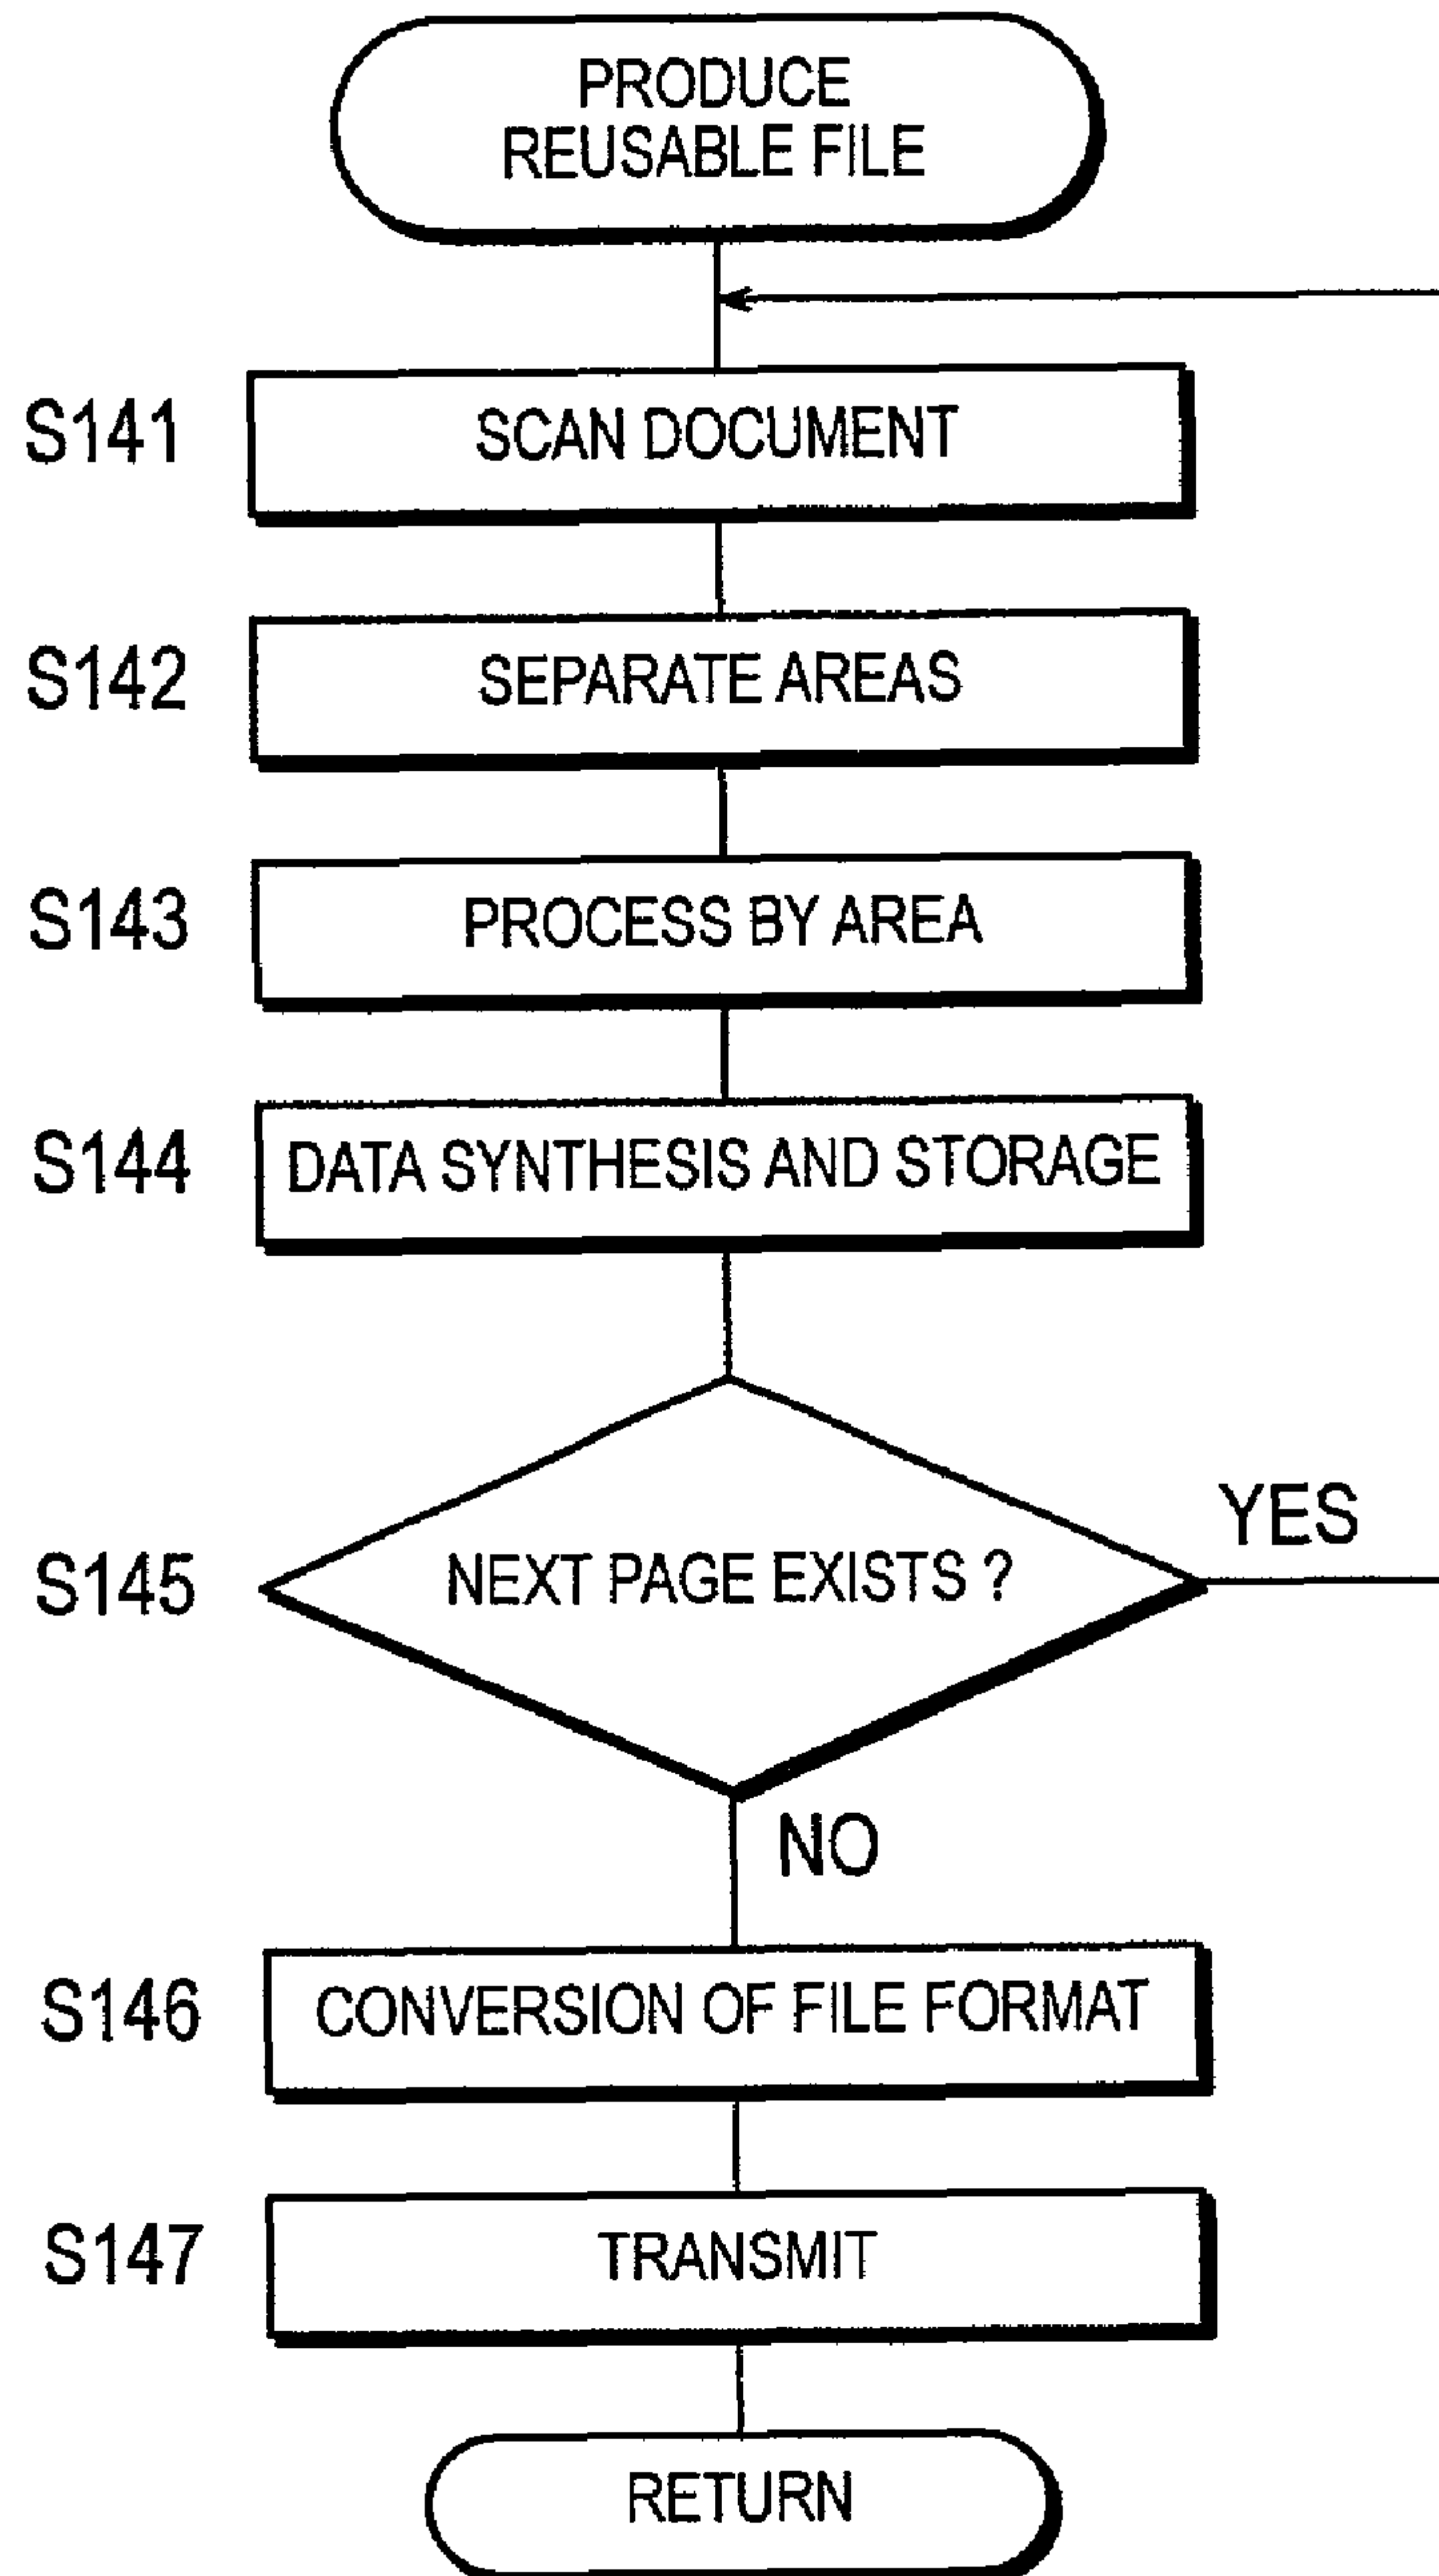 PRODUCE
REUSABLE FILE
S141
SCAN DOCUMENT
S142
SEPARATE AREAS
S143
PROCESS BY AREA
S144
DATA SYNTHESIS AND STORAGE
S145
NEXT PAGE EXISTS ?
YES
NO
S146
CONVERSION OF FILE FORMAT
S147
TRANSMIT
RETURN